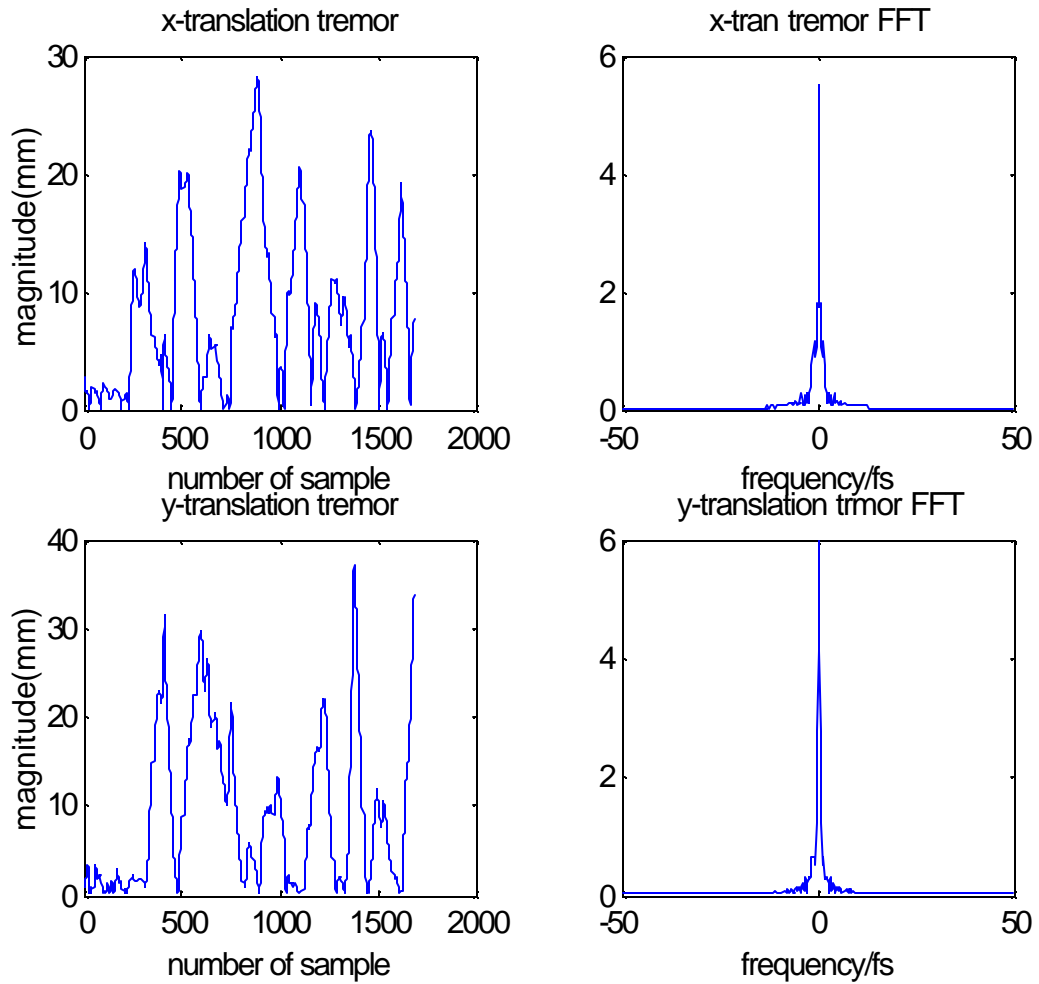 x-translation tremor
x-tran tremor FFT
30
20
10
0
magnitude(mm)
0 500 1000 1500 2000
number of sample
6
4
2
0
-50 0 50
frequency/fs
y-translation tremor
y-translation trmor FFT
40
30
20
10
0
magnitude(mm)
0 500 1000 1500 2000
number of sample
6
4
2
0
-50 0 50
frequency/fs